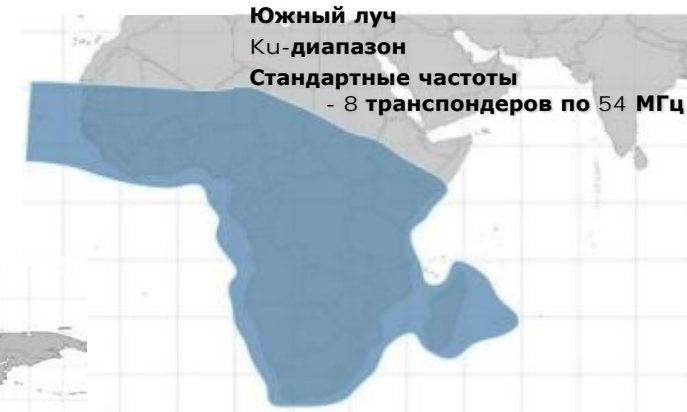 Южный луч
Ku-диапазон
Стандартные частоты
- 8 транспондеров по 54 МГц